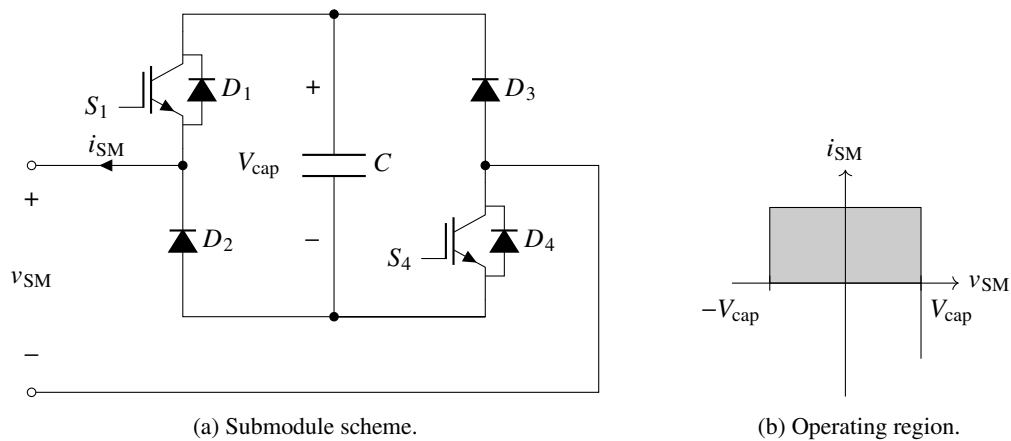 S1
D1
D3
+
iSM
Vcap
C
+
D2
−
S4
D4
vSM
−
(a) Submodule scheme.
iSM
vSM
−Vcap
Vcap
(b) Operating region.